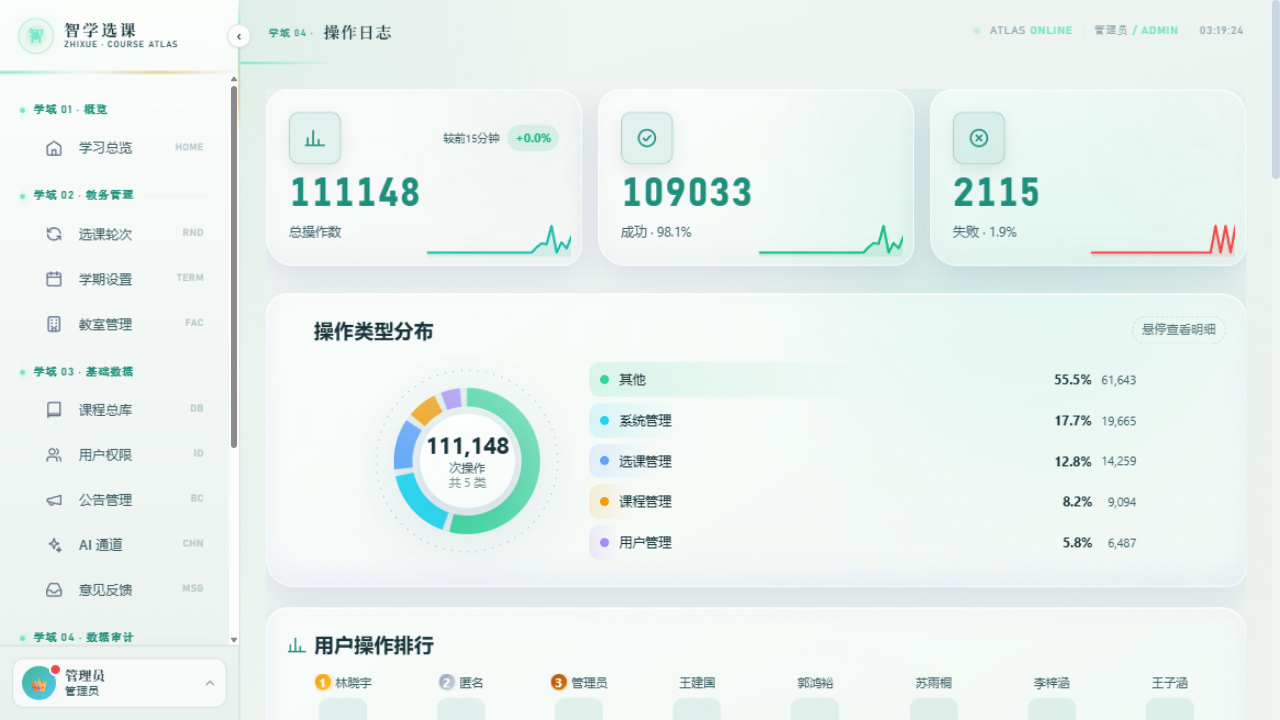 智学选课
ZHIXUE · COURSE ATLAS
学域 01 · 概览
学习总览 HOME
学域 02 · 教务管理
选课轮次 RND
学期设置 TERM
教室管理 FAC
学域 03 · 基础数据
课程总库 DB
用户权限 ID
公告管理 BC
AI 通道 CHN
意见反馈 MSG
学域 04 · 数据审计
管理员
管理员
学域 04 · 操作日志
ATLAS ONLINE 管理员 / ADMIN 03:19:24
较前15分钟 +0.0%
111148
总操作数
109033
成功 · 98.1%
2115
失败 · 1.9%
操作类型分布
悬停查看明细
111,148
次操作
共 5 类
其他 55.5% 61,643
系统管理 17.7% 19,665
选课管理 12.8% 14,259
课程管理 8.2% 9,094
用户管理 5.8% 6,487
用户操作排行
1 林晓宇
2 匿名
3 管理员
王建国
郭鸿裕
苏雨桐
李梓涵
王子涵